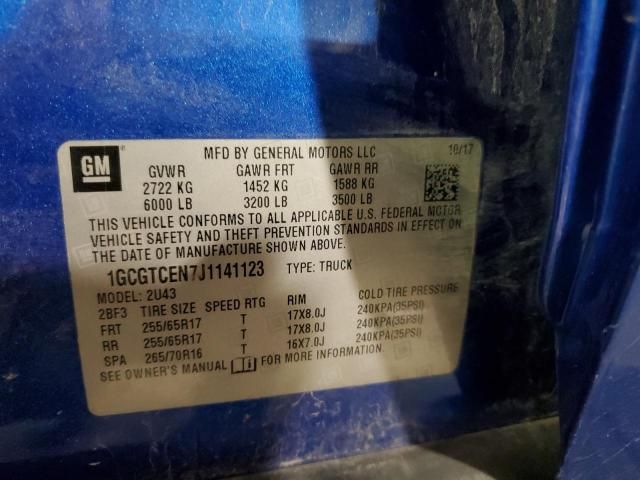 GM
MFD BY GENERAL MOTORS LLC 10/17
GVWR GAWR FRT GAWR RR
2722 KG 1452 KG 1588 KG
6000 LB 3200 LB 3500 LB
THIS VEHICLE CONFORMS TO ALL APPLICABLE U.S. FEDERAL MOTOR
VEHICLE SAFETY AND THEFT PREVENTION STANDARDS IN EFFECT ON
THE DATE OF MANUFACTURE SHOWN ABOVE.
1GCGTCEN7J1141123 TYPE: TRUCK
MODEL: 2U43
2BF3 TIRE SIZE SPEED RTG RIM COLD TIRE PRESSURE
FRT 255/65R17 T 17X8.0J 240KPA(35PSI)
RR 255/65R17 T 17X8.0J 240KPA(35PSI)
SPA 265/70R16 T 16X7.0J 240KPA(35PSI)
SEE OWNER'S MANUAL